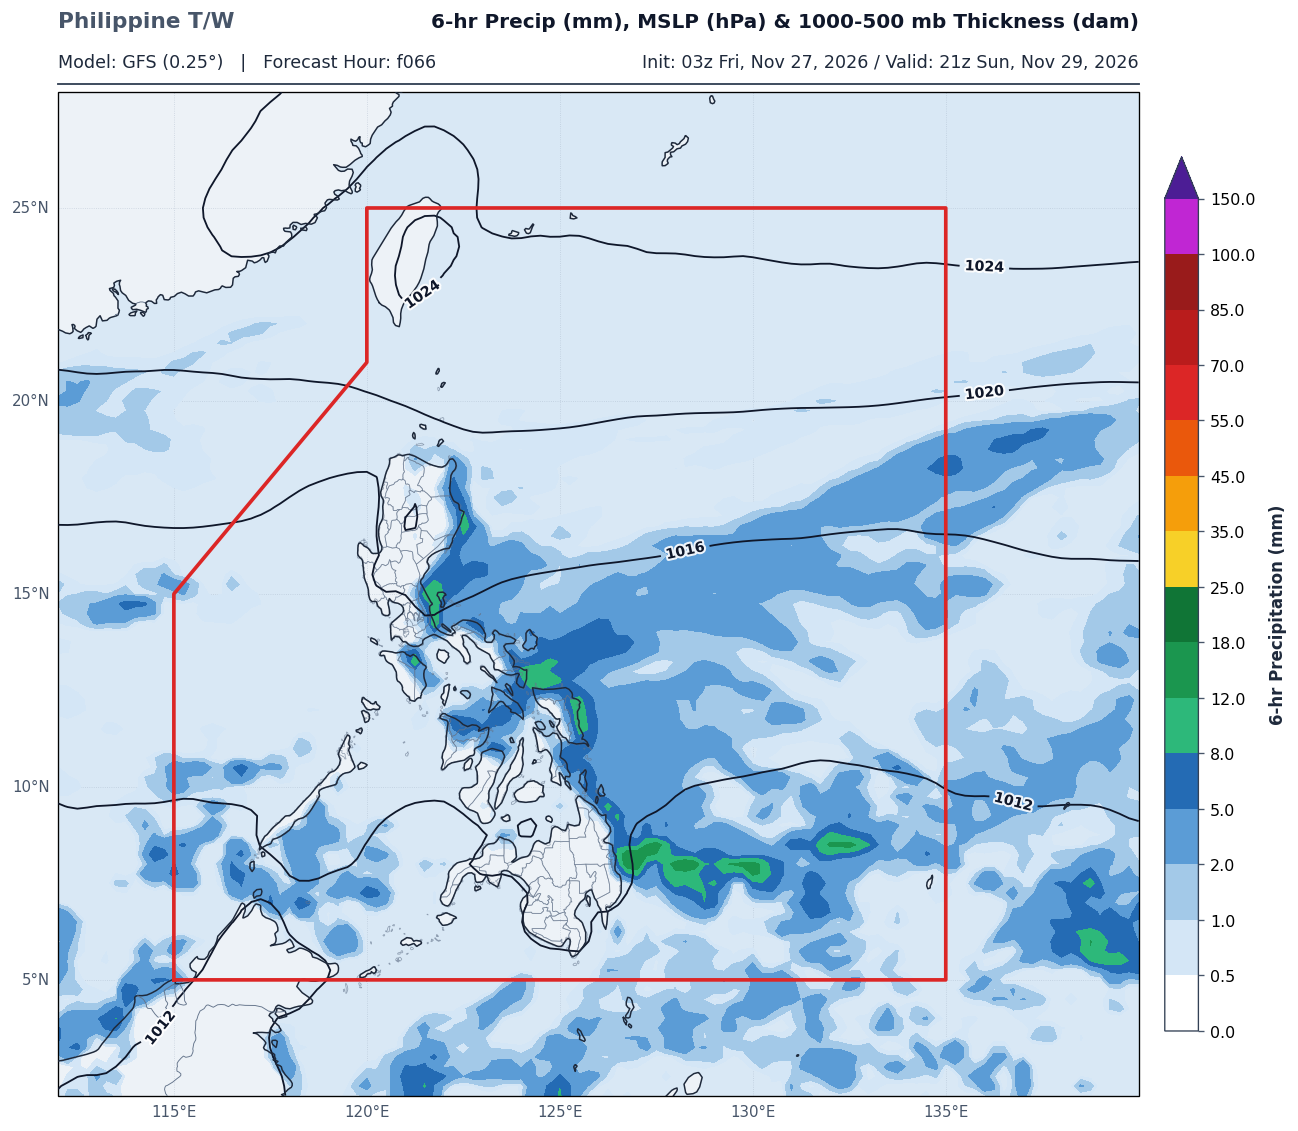 Philippine T/W
6-hr Precip (mm), MSLP (hPa) & 1000-500 mb Thickness (dam)
Model: GFS (0.25°) | Forecast Hour: f066
Init: 03z Fri, Nov 27, 2026 / Valid: 21z Sun, Nov 29, 2026
25°N
20°N
15°N
10°N
5°N
1024
1024
1020
1016
1012
1012
115°E
120°E
125°E
130°E
135°E
150.0
100.0
85.0
70.0
55.0
45.0
35.0
25.0
18.0
12.0
8.0
5.0
2.0
1.0
0.5
0.0
6-hr Precipitation (mm)